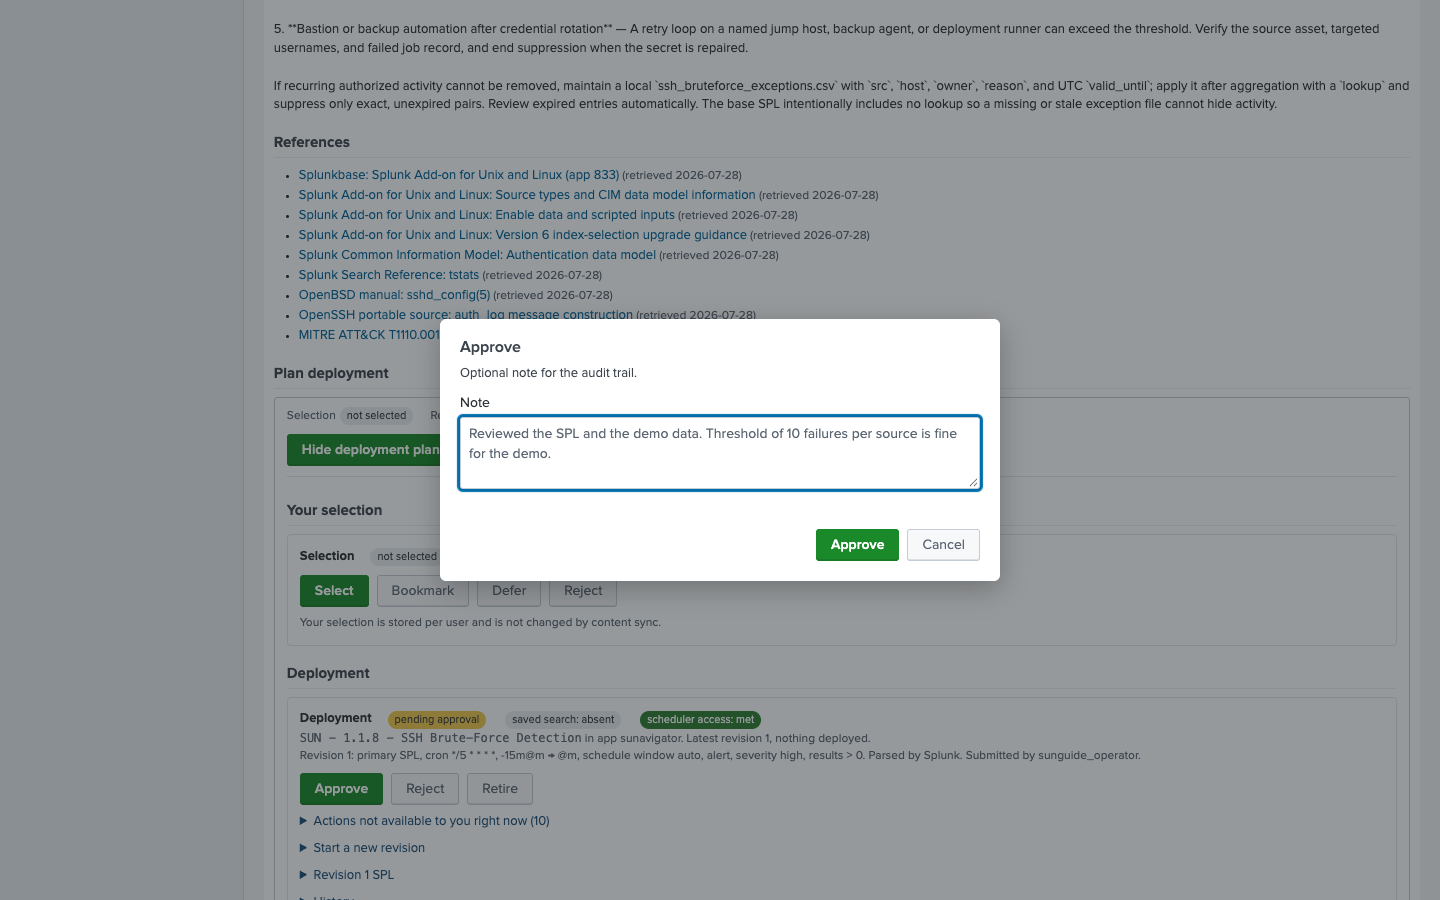 5. **Bastion or backup automation after credential rotation** — A retry loop on a named jump host, backup agent, or deployment runner can exceed the threshold. Verify the source asset, targeted
usernames, and failed job record, and end suppression when the secret is repaired.
If recurring authorized activity cannot be removed, maintain a local `ssh_bruteforce_exceptions.csv` with `src`, `host`, `owner`, `reason`, and UTC `valid_until`; apply it after aggregation with a `lookup` and
suppress only exact, unexpired pairs. Review expired entries automatically. The base SPL intentionally includes no lookup so a missing or stale exception file cannot hide activity.
References
• Splunkbase: Splunk Add-on for Unix and Linux (app 833) (retrieved 2026-07-28)
• Splunk Add-on for Unix and Linux: Source types and CIM data model information (retrieved 2026-07-28)
• Splunk Add-on for Unix and Linux: Enable data and scripted inputs (retrieved 2026-07-28)
• Splunk Add-on for Unix and Linux: Version 6 index-selection upgrade guidance (retrieved 2026-07-28)
• Splunk Common Information Model: Authentication data model (retrieved 2026-07-28)
• Splunk Search Reference: tstats (retrieved 2026-07-28)
• OpenBSD manual: sshd_config(5) (retrieved 2026-07-28)
• OpenSSH portable source: auth_log message construction (retrieved 2026-07-28)
• MITRE ATT&CK T1110.001
Plan deployment
Selection not selected
Hide deployment plan
Approve
Optional note for the audit trail.
Note
Reviewed the SPL and the demo data. Threshold of 10 failures per source is fine
for the demo.
Approve Cancel
Your selection
Selection not selected
Select Bookmark Defer Reject
Your selection is stored per user and is not changed by content sync.
Deployment
Deployment pending approval saved search: absent scheduler access: met
SUN - 1.1.8 - SSH Brute-Force Detection in app sunavigator. Latest revision 1, nothing deployed.
Revision 1: primary SPL, cron */5 * * * *, -15m@m → @m, schedule window auto, alert, severity high, results > 0. Parsed by Splunk. Submitted by sunguide_operator.
Approve Reject Retire
▶ Actions not available to you right now (10)
▶ Start a new revision
▶ Revision 1 SPL
▶ History